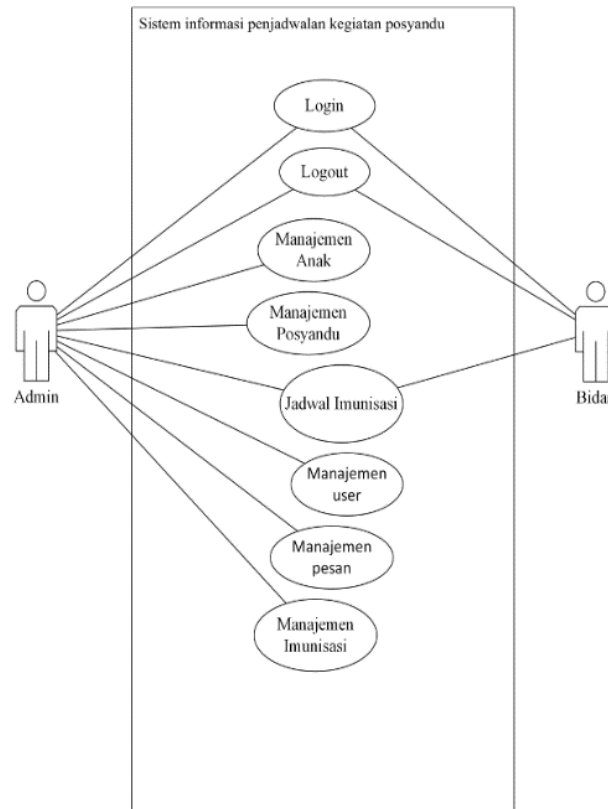 Sistem informasi penjadwalan kegiatan posyandu
Login
Logout
Manajemen
Anak
Manajemen
Posyandu
Jadwal Imunisasi
Manajemen
user
Manajemen
pesan
Manajemen
Imunisasi
Admin
Bidan